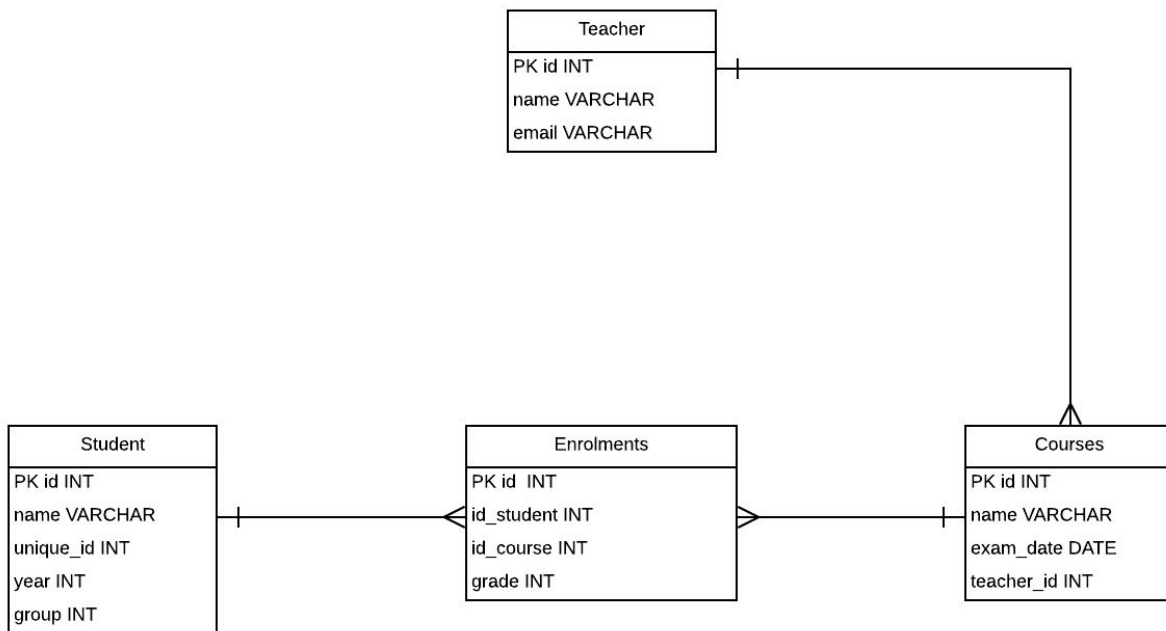 Teacher
PK id INT
name VARCHAR
email VARCHAR
Student
PK id INT
name VARCHAR
unique_id INT
year INT
group INT
Enrolments
PK id  INT
id_student INT
id_course INT
grade INT
Courses
PK id INT
name VARCHAR
exam_date DATE
teacher_id INT